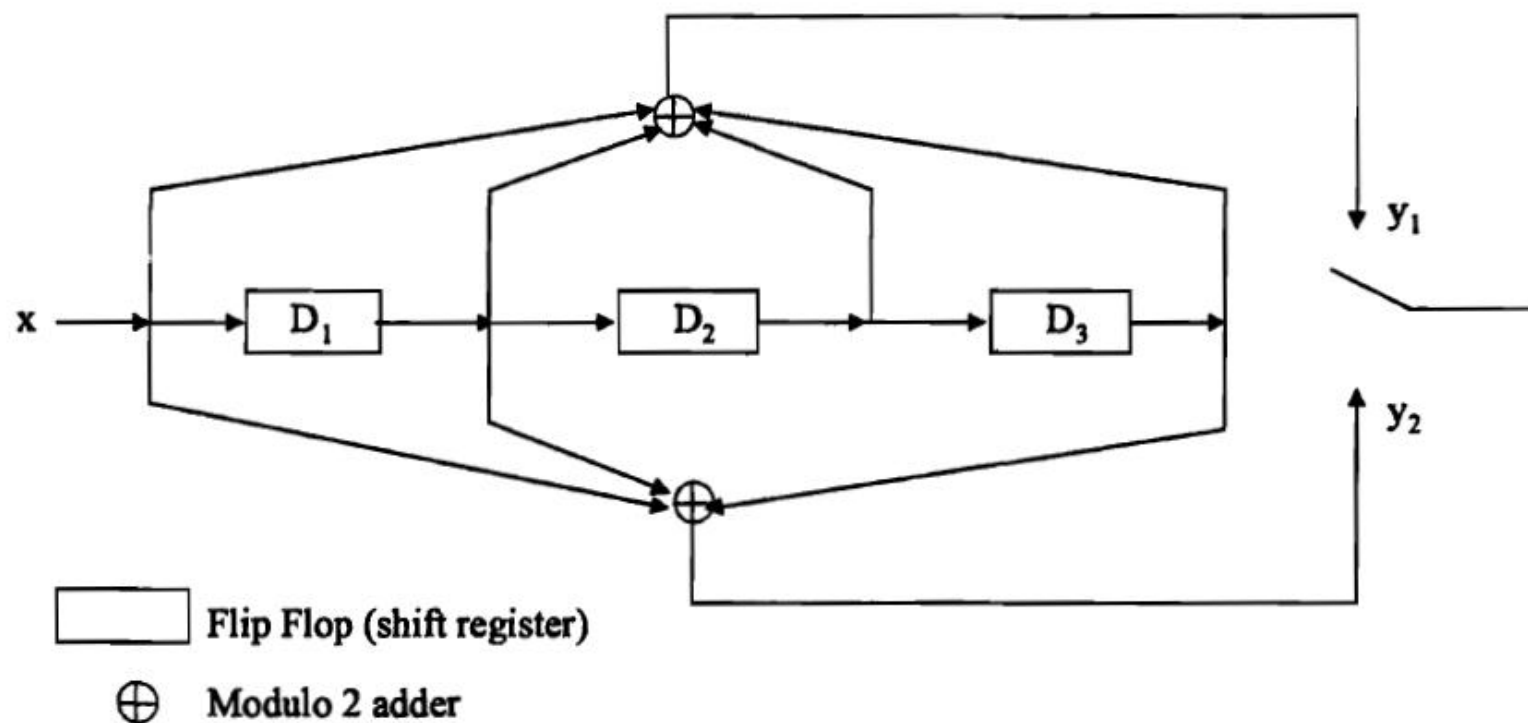 y₁
x
D₁
D₂
D₃
y₂
Flip Flop (shift register)
Modulo 2 adder